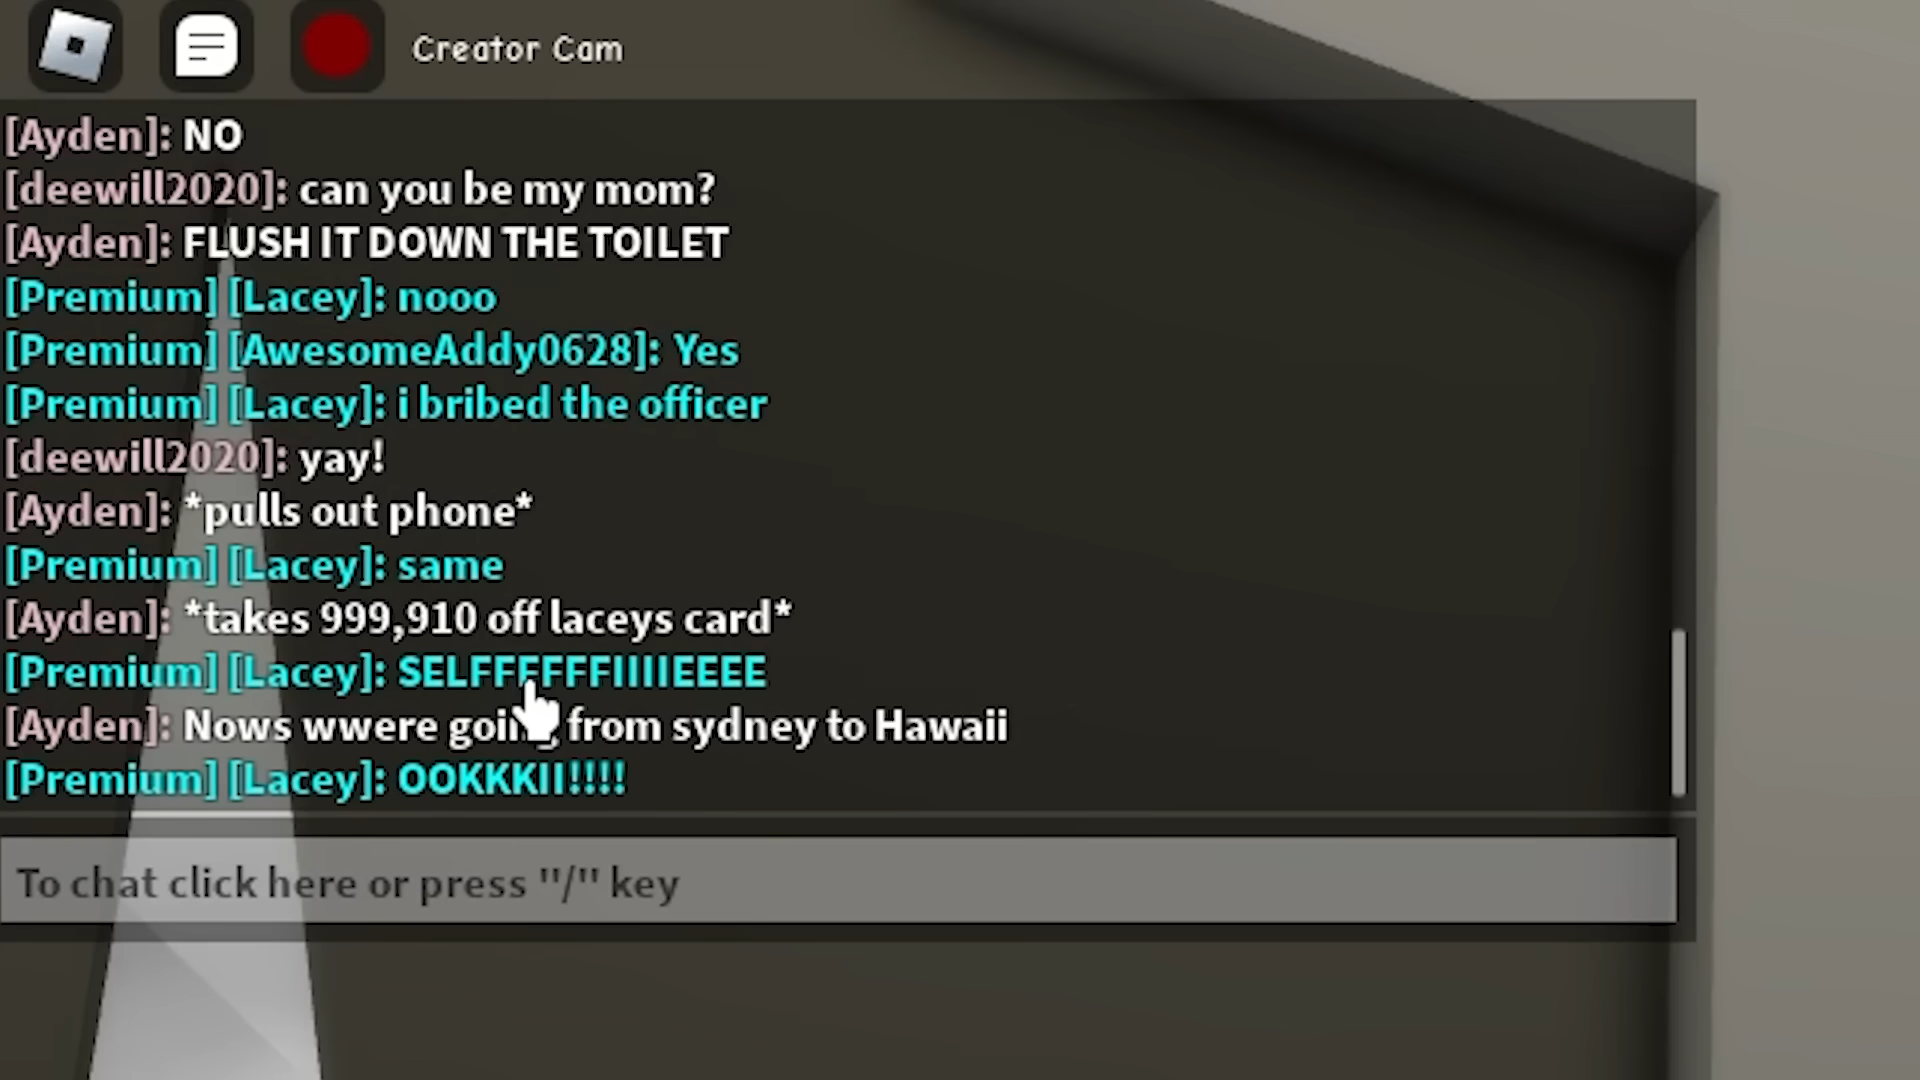 Creator Cam
[Ayden]: NO
[deewill2020]: can you be my mom?
[Ayden]: FLUSH IT DOWN THE TOILET
[Premium] [Lacey]: nooo
[Premium] [AwesomeAddy0628]: Yes
[Premium] [Lacey]: i bribed the officer
[deewill2020]: yay!
[Ayden]: *pulls out phone*
[Premium] [Lacey]: same
[Ayden]: *takes 999,910 off laceys card*
[Premium] [Lacey]: SELFFFFFFIIIIEEEE
[Ayden]: Nows wwere going from sydney to Hawaii
[Premium] [Lacey]: OOKKKII!!!!
To chat click here or press "/" key